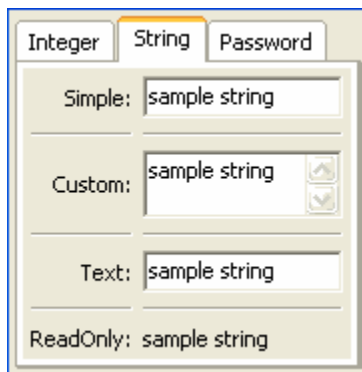 Integer String Password
Simple: sample string
Custom: sample string
Text: sample string
ReadOnly: sample string